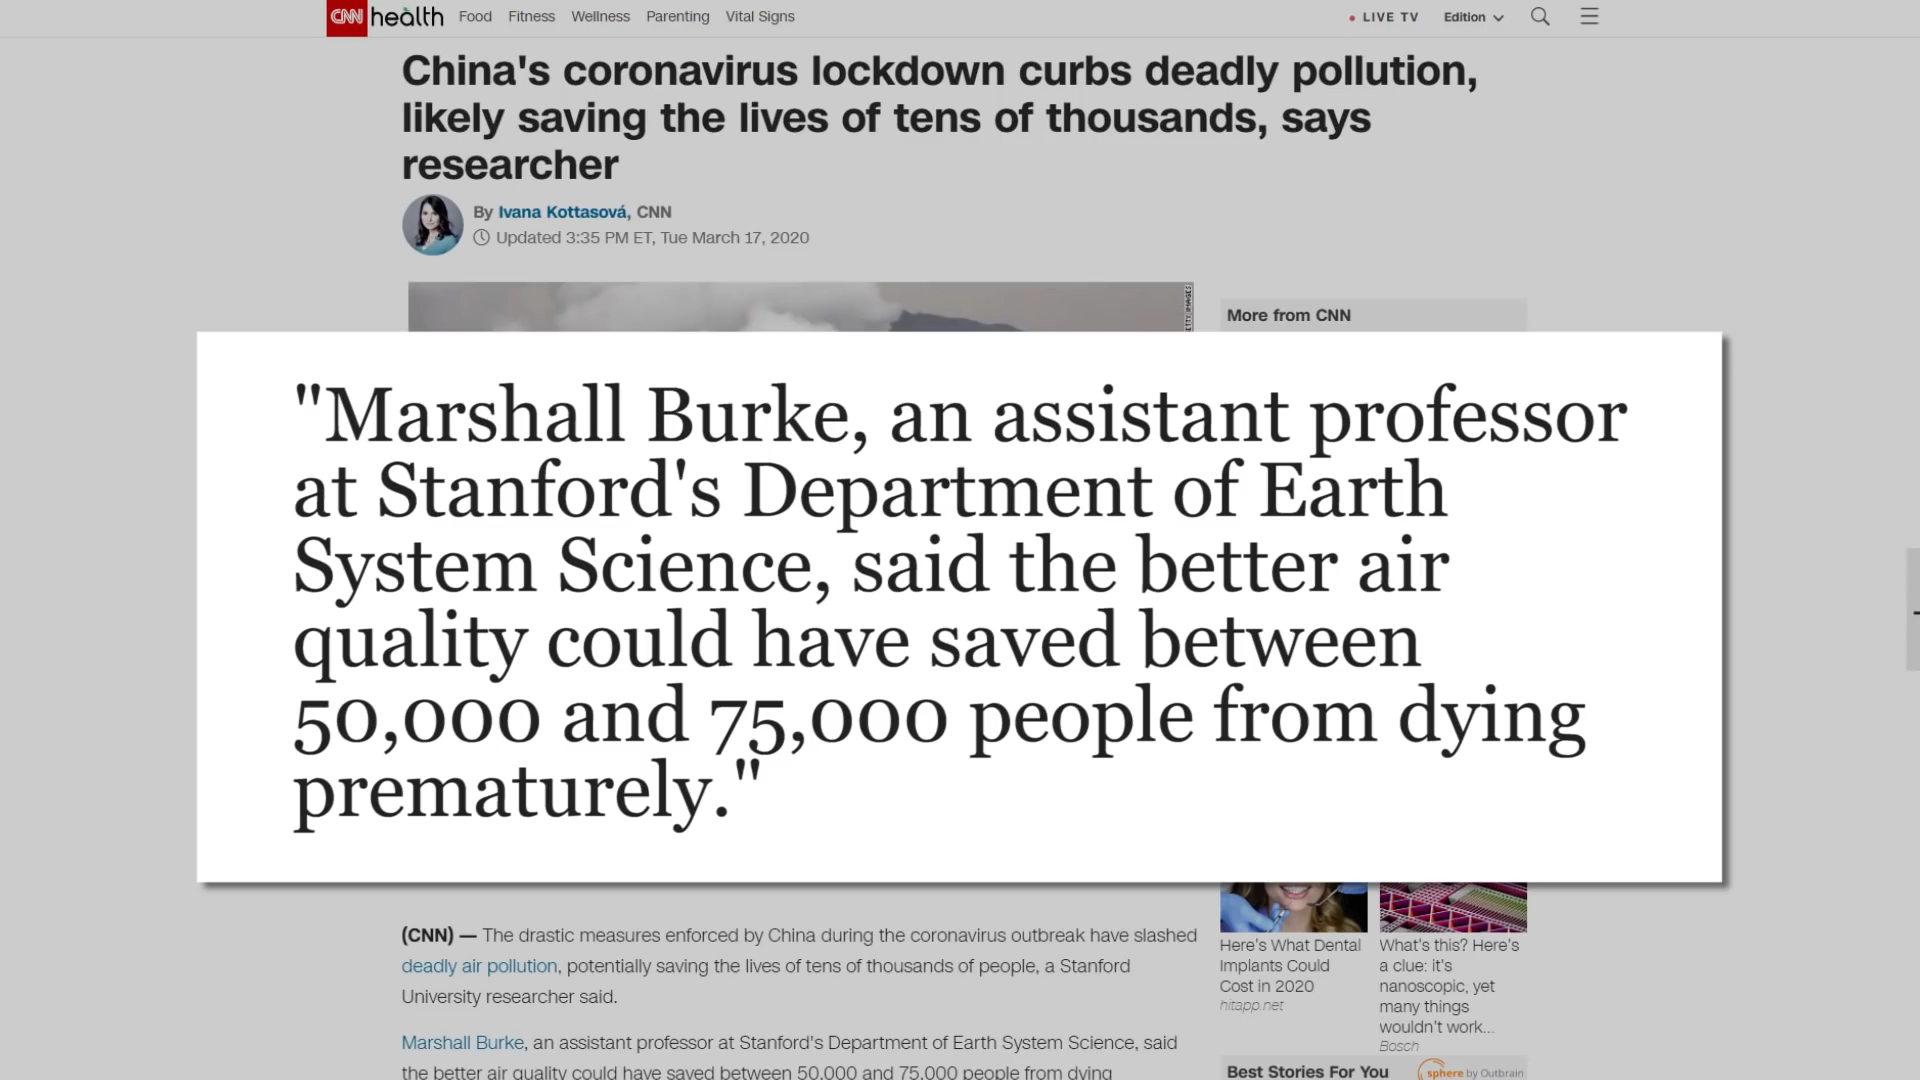 CNN health Food Fitness Wellness Parenting Vital Signs LIVE TV Edition
China's coronavirus lockdown curbs deadly pollution,
likely saving the lives of tens of thousands, says
researcher
By Ivana Kottasová, CNN
Updated 3:35 PM ET, Tue March 17, 2020
More from CNN
"Marshall Burke, an assistant professor
at Stanford's Department of Earth
System Science, said the better air
quality could have saved between
50,000 and 75,000 people from dying
prematurely."
(CNN) — The drastic measures enforced by China during the coronavirus outbreak have slashed
deadly air pollution, potentially saving the lives of tens of thousands of people, a Stanford
University researcher said.
Marshall Burke, an assistant professor at Stanford's Department of Earth System Science, said
the better air quality could have saved between 50,000 and 75,000 people from dying
Here's What Dental
Implants Could
Cost in 2020
hitapp.net
What's this? Here's
a clue: it's
nanoscopic, yet
many things
wouldn't work...
Bosch
Best Stories For You sphere by Outbrain